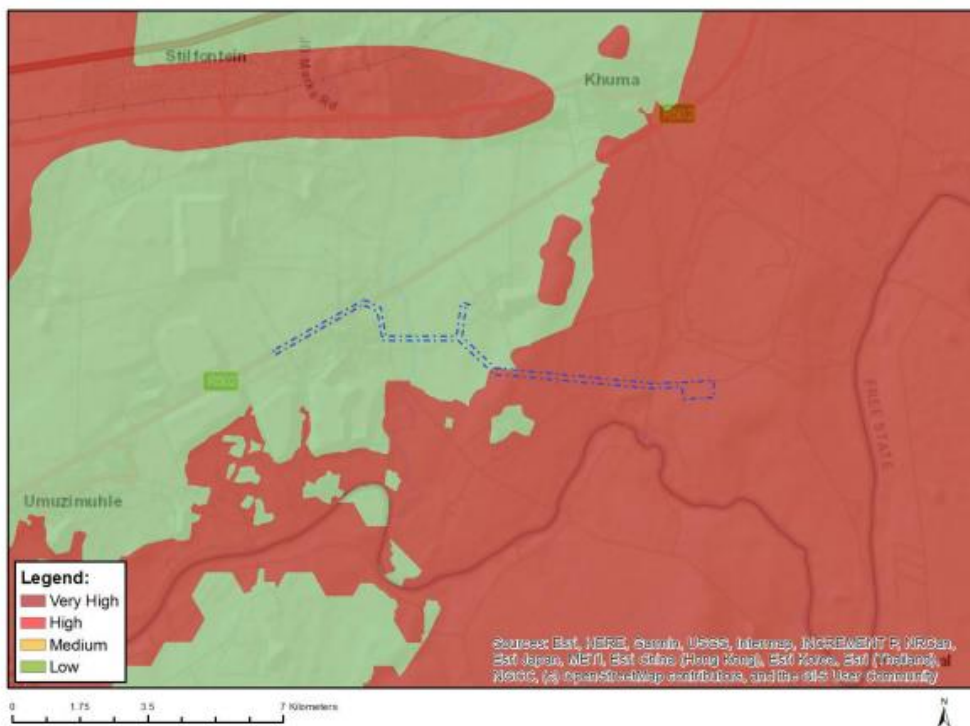 Stilfontein
Khuma
R502
R502
FREE STATE
Umuzimuhle
Legend:
Very High
High
Medium
Low
Sources: Esri, HERE, Garmin, USGS, Intermap, INCREMENT P, NRCan,
Esri Japan, METI, Esri China (Hong Kong), Esri Korea, Esri (Thailand),
NGCC, (c) OpenStreetMap contributors, and the GIS User Community
N
0 1.75 3.5 7 Kilometers